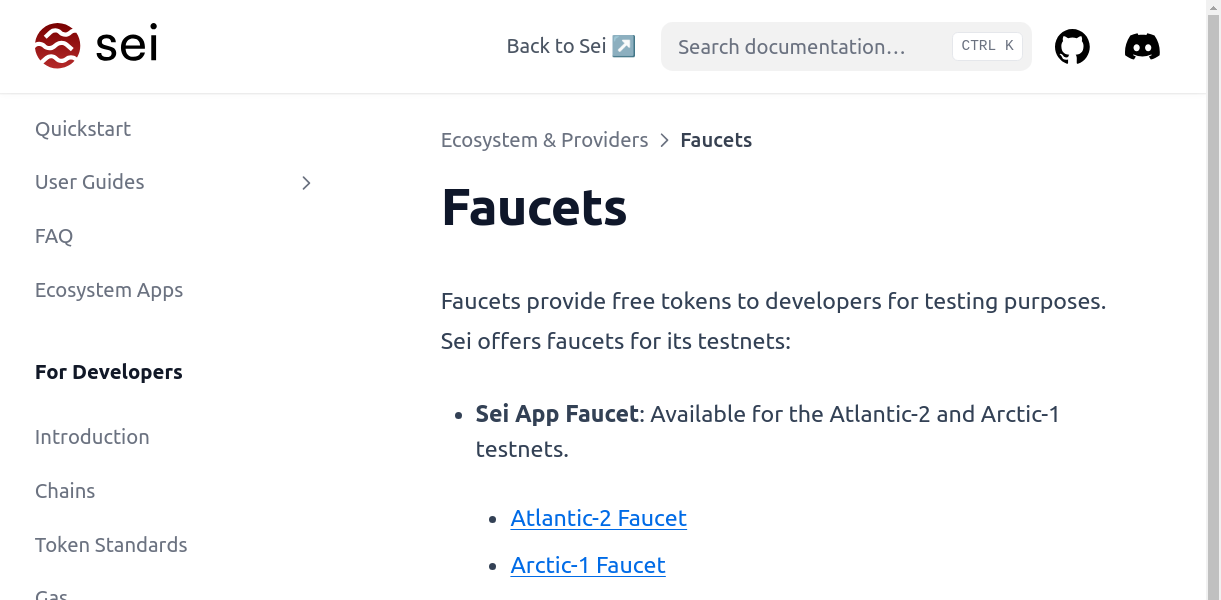 sei
Back to Sei ↗
Search documentation…
CTRL K
Quickstart
User Guides
FAQ
Ecosystem Apps
For Developers
Introduction
Chains
Token Standards
Gas
Ecosystem & Providers > Faucets
Faucets
Faucets provide free tokens to developers for testing purposes.
Sei offers faucets for its testnets:
• Sei App Faucet: Available for the Atlantic-2 and Arctic-1
testnets.
• Atlantic-2 Faucet
• Arctic-1 Faucet